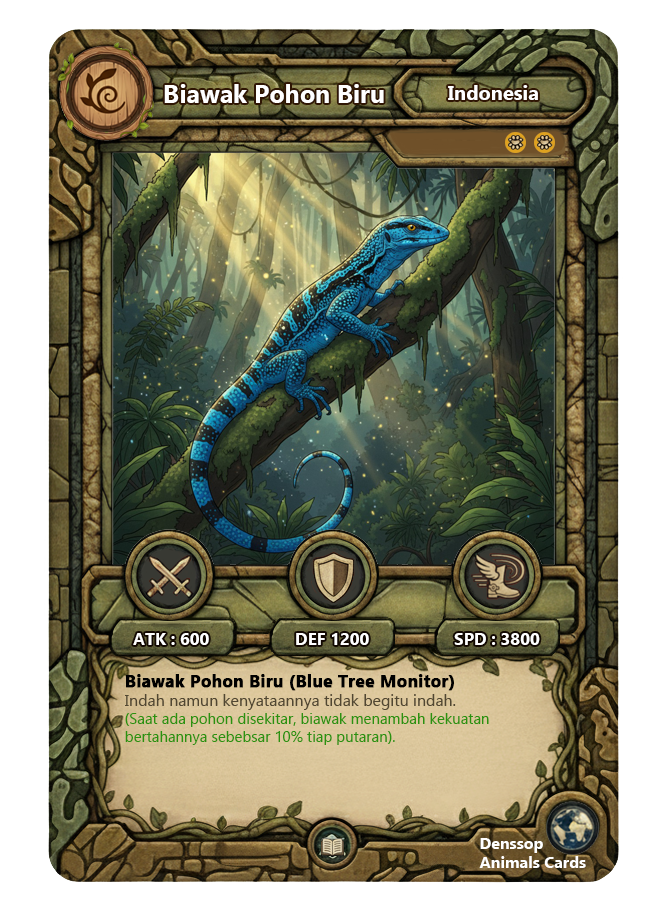 Biawak Pohon Biru
Indonesia
ATK : 600
DEF 1200
SPD : 3800
Biawak Pohon Biru (Blue Tree Monitor)
Indah namun kenyataannya tidak begitu indah.
(Saat ada pohon disekitar, biawak menambah kekuatan
bertahannya sebebsar 10% tiap putaran).
Denssop
Animals Cards